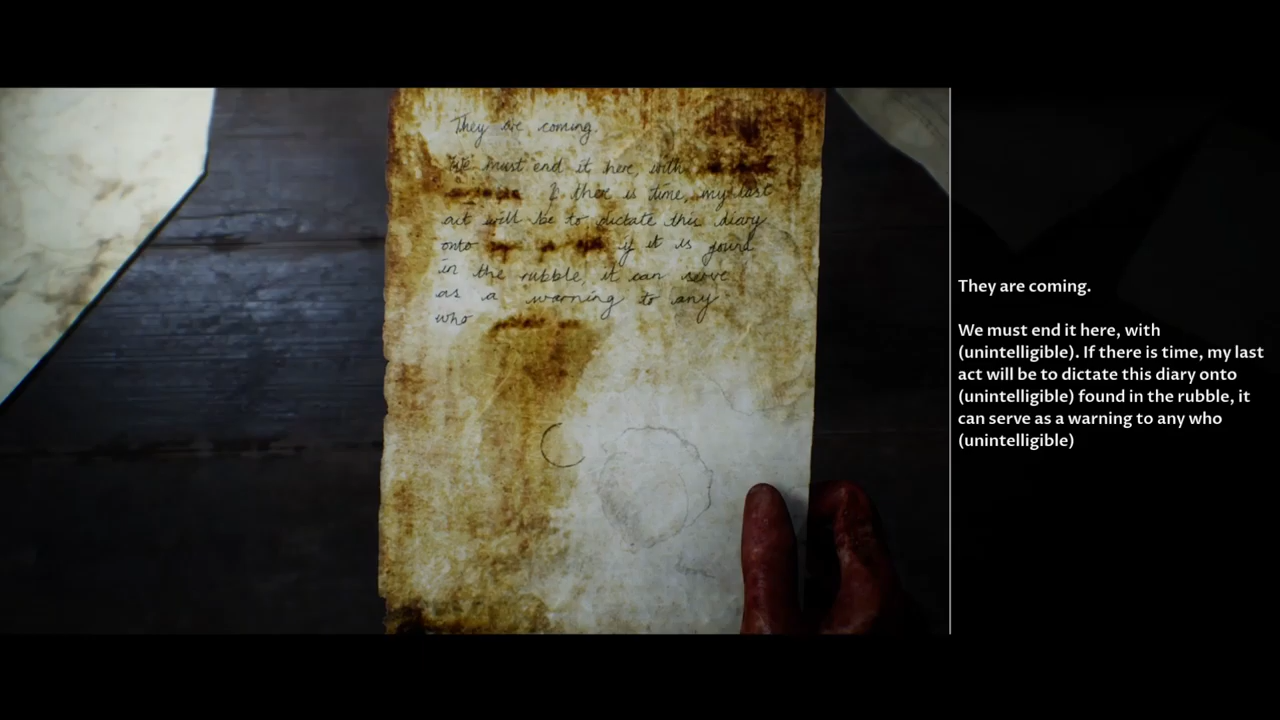 They are coming.
We must end it here, with
If there is time, my last
act will be to dictate this diary
onto if it is found
in the rubble, it can serve
as a warning to any
who
They are coming.
We must end it here, with
(unintelligible). If there is time, my last
act will be to dictate this diary onto
(unintelligible) found in the rubble, it
can serve as a warning to any who
(unintelligible)